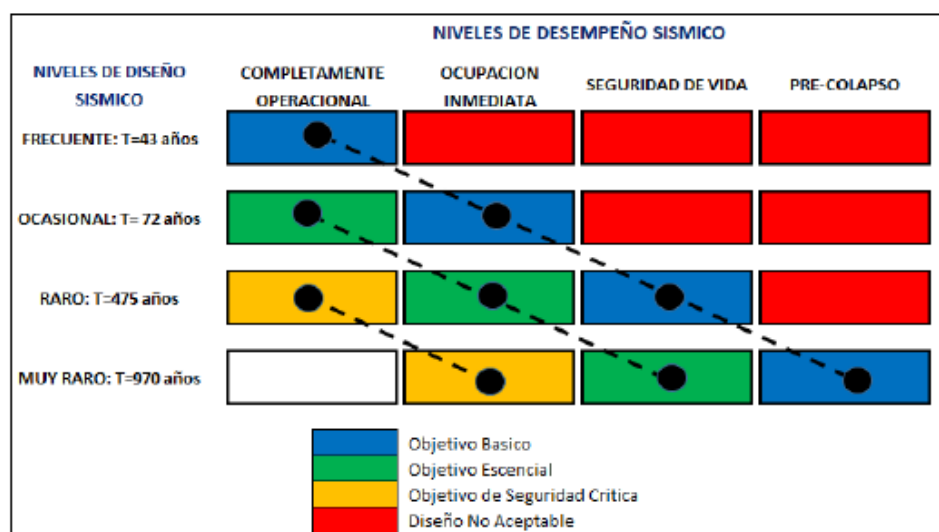 NIVELES DE DESEMPEÑO SISMICO
NIVELES DE DISEÑO
SISMICO
COMPLETAMENTE
OPERACIONAL
OCUPACION
INMEDIATA
SEGURIDAD DE VIDA
PRE-COLAPSO
FRECUENTE: T=43 años
OCASIONAL: T= 72 años
RARO: T=475 años
MUY RARO: T=970 años
Objetivo Basico
Objetivo Escencial
Objetivo de Seguridad Critica
Diseño No Aceptable